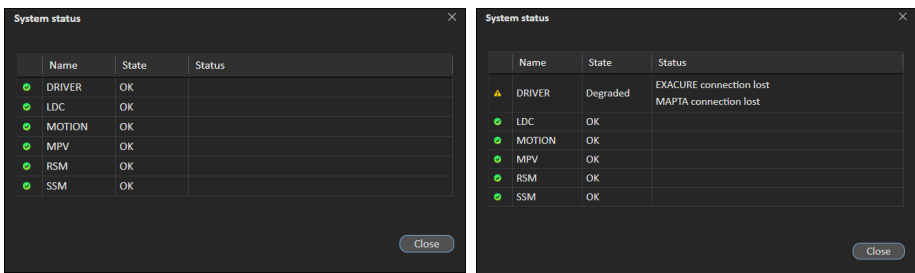 System status
Name State Status
DRIVER OK
LDC OK
MOTION OK
MPV OK
RSM OK
SSM OK
Close
System status
Name State Status
DRIVER Degraded EXACURE connection lost
MAPTA connection lost
LDC OK
MOTION OK
MPV OK
RSM OK
SSM OK
Close